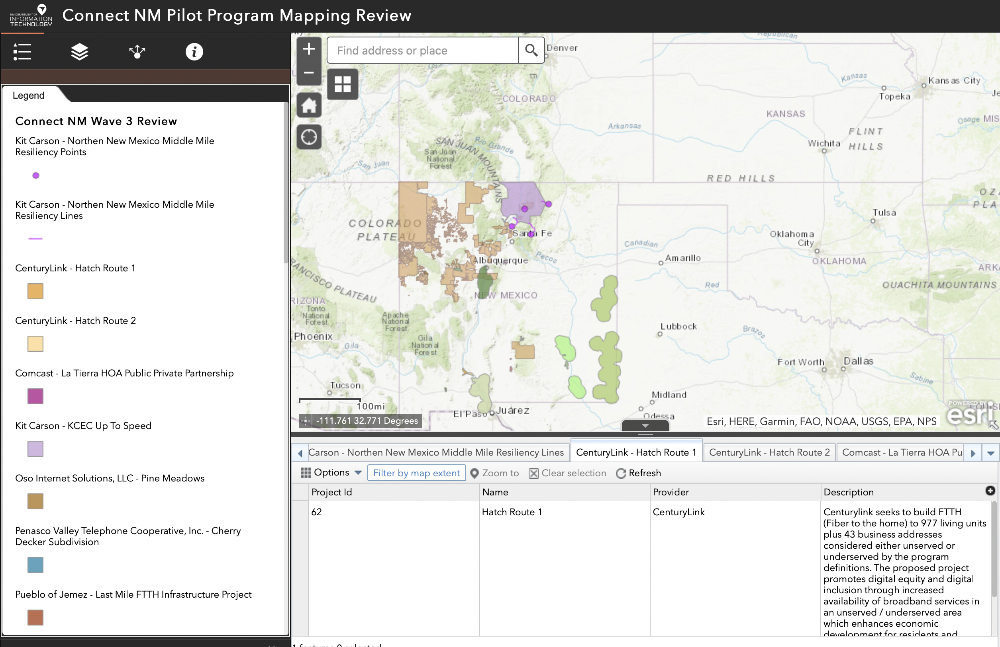 NM DEPARTMENT OF
INFORMATION
TECHNOLOGY
Connect NM Pilot Program Mapping Review
Legend
Connect NM Wave 3 Review
Kit Carson - Northen New Mexico Middle Mile
Resiliency Points
Kit Carson - Northen New Mexico Middle Mile
Resiliency Lines
CenturyLink - Hatch Route 1
CenturyLink - Hatch Route 2
Comcast - La Tierra HOA Public Private Partnership
Kit Carson - KCEC Up To Speed
Oso Internet Solutions, LLC - Pine Meadows
Penasco Valley Telephone Cooperative, Inc. - Cherry
Decker Subdivision
Pueblo of Jemez - Last Mile FTTH Infrastructure Project
Find address or place
Denver
Republican
Kansas
Kansas City
Topeka
COLORADO
KANSAS
Osage
MIS
Arkansas
FLINT
HILLS
Wichita
SAN JUAN MOUNTAINS
Rio Grande
San Juan
National
Forest
San Juan
RED HILLS
COLORADO
PLATEAU
Santa Fe
Tulsa
Oklahoma
City
OKLAHOMA
Canadian
Amarillo
Albuquerque
Pecos
Red
OUACHITA MOUNTAINS
RANCISCO PLATEAU
NEW MEXICO
RIZONA
Tonto
National
Forest
Apache
National
Forest
Lubbock
Brazos
Phoenix
Gila
Gila
National
Forest
Fort Worth
Dallas
Sabine
Tucson
Midland
100mi
El Paso
Juárez
Odessa
-111.761 32.771 Degrees
Esri, HERE, Garmin, FAO, NOAA, USGS, EPA, NPS
POWERED BY
esri
Carson - Northen New Mexico Middle Mile Resiliency Lines
CenturyLink - Hatch Route 1
CenturyLink - Hatch Route 2
Comcast - La Tierra HOA Pu
Options
Filter by map extent
Zoom to
Clear selection
Refresh
Project Id
Name
Provider
Description
62
Hatch Route 1
CenturyLink
Centurylink seeks to build FTTH
(Fiber to the home) to 977 living units
plus 43 business addresses
considered either unserved or
underserved by the program
definitions. The proposed project
promotes digital equity and digital
inclusion through increased
availability of broadband services in
an unserved / underserved area
which enhances economic
development for residents and
1 features 0 selected